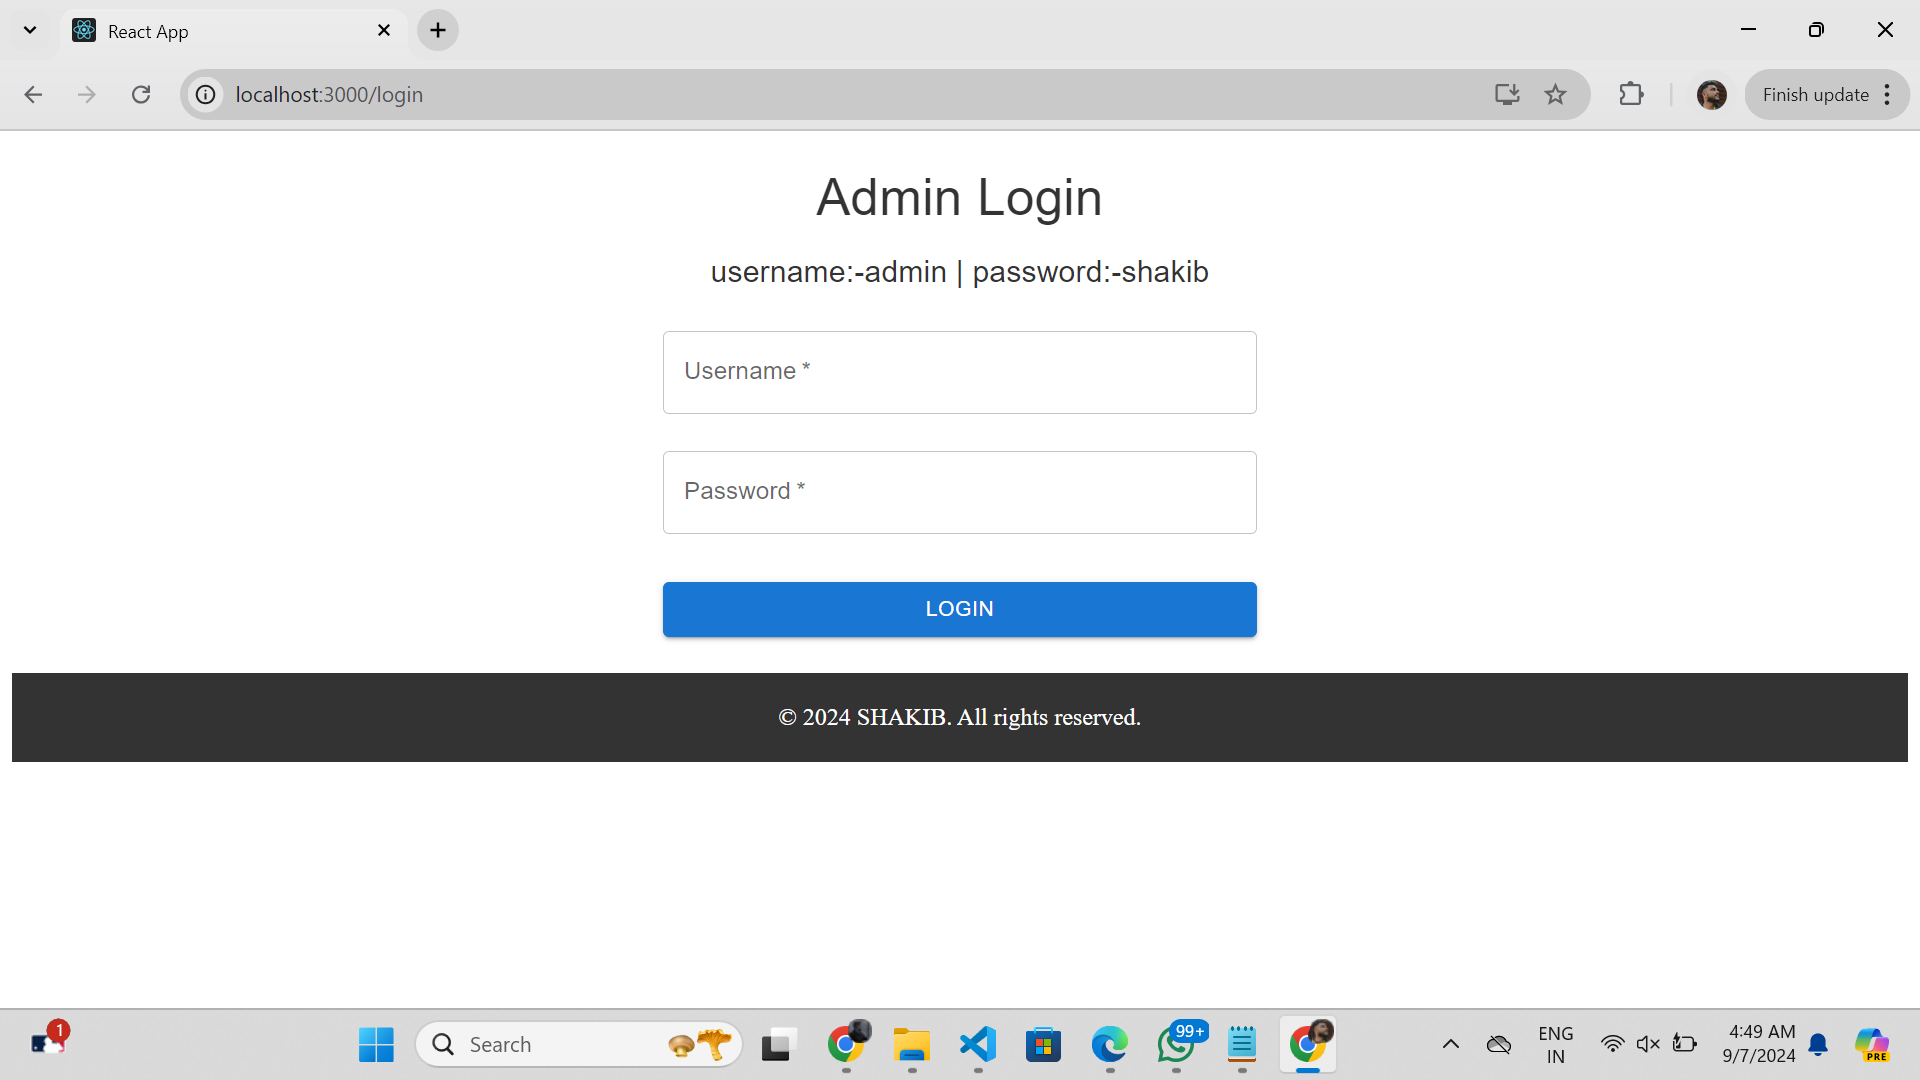 React App
localhost:3000/login
Finish update
Admin Login
username:-admin | password:-shakib
Username *
Password *
LOGIN
© 2024 SHAKIB. All rights reserved.
1
Search
99+
ENG
IN
4:49 AM
9/7/2024
PRE